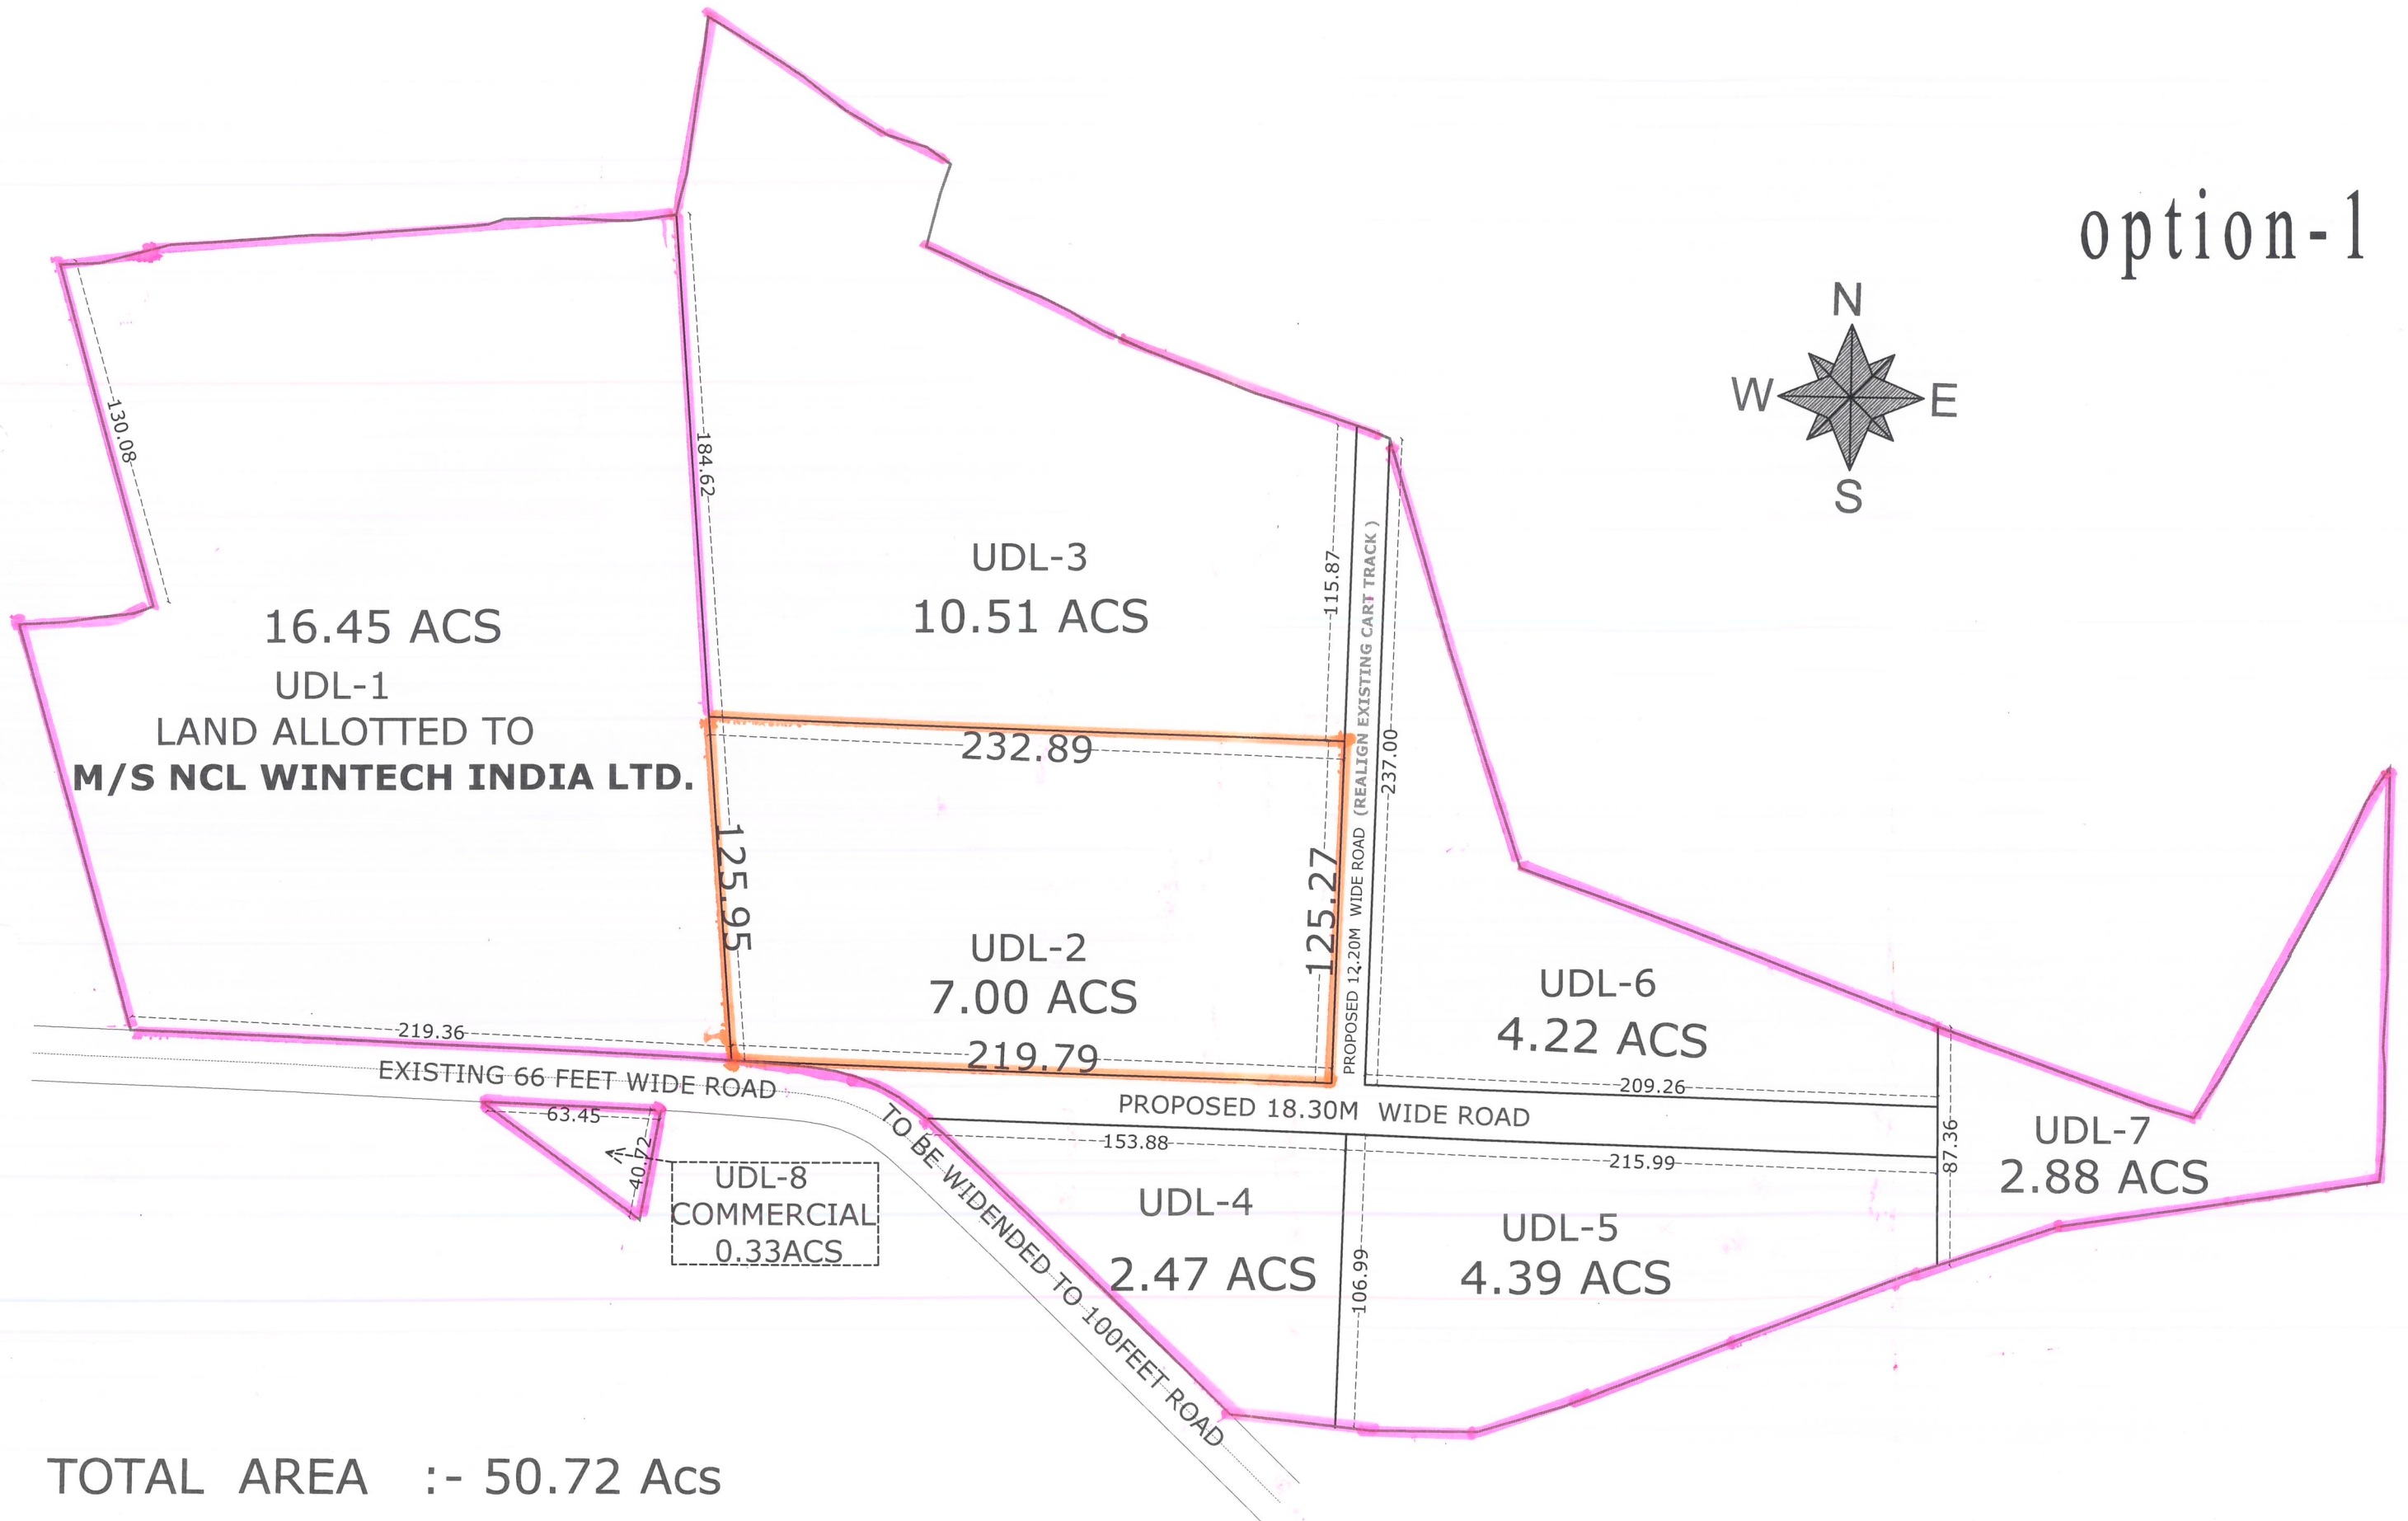 option-1
N
W
E
S
130.08
184.62
UDL-3
10.51 ACS
115.87
PROPOSED 12.20M WIDE ROAD (REALIGN EXISTING CART TRACK )
237.00
16.45 ACS
UDL-1
LAND ALLOTTED TO
M/S NCL WINTECH INDIA LTD.
232.89
125.95
125.27
UDL-2
7.00 ACS
219.79
UDL-6
4.22 ACS
209.26
219.36
EXISTING 66 FEET WIDE ROAD
TO BE WIDENDED TO 100FEET ROAD
PROPOSED 18.30M WIDE ROAD
63.45
40.72
UDL-8
COMMERCIAL
0.33ACS
153.88
215.99
87.36
UDL-7
2.88 ACS
UDL-4
2.47 ACS
106.99
UDL-5
4.39 ACS
TOTAL AREA :- 50.72 Acs